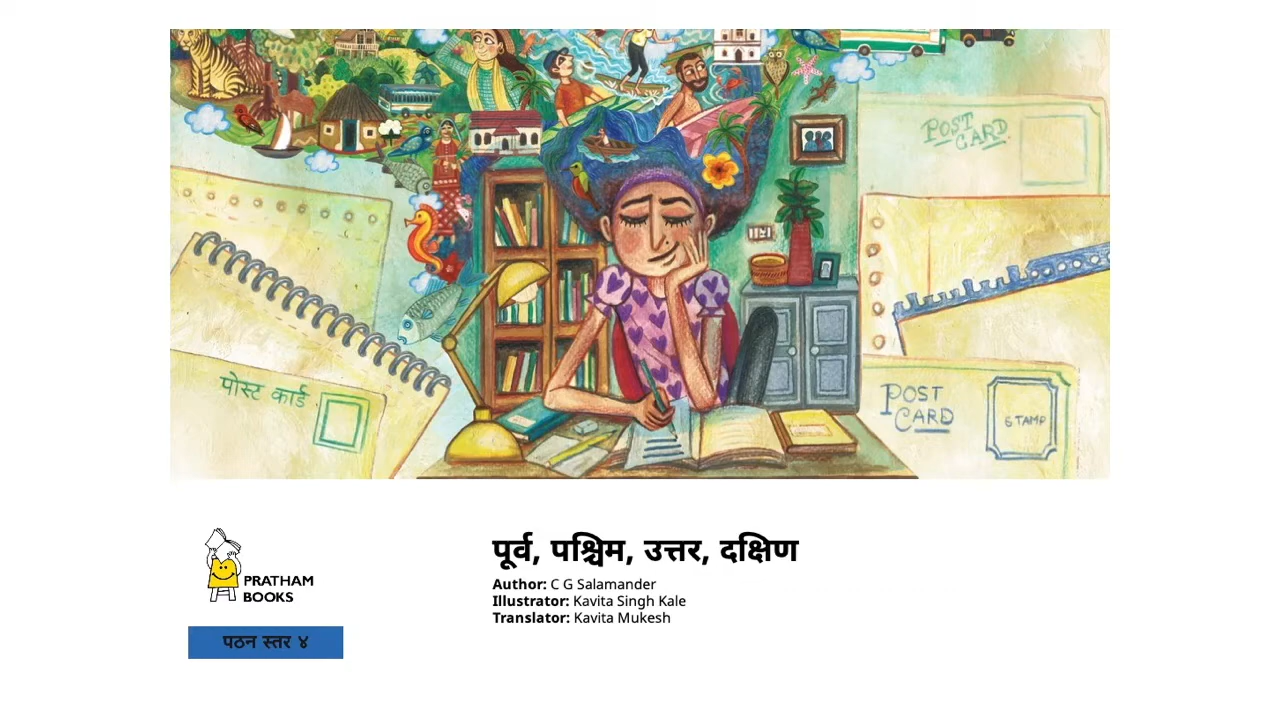 POST
CARD
पोस्ट कार्ड
POST
CARD
STAMP
PRATHAM
BOOKS
पठन स्तर ४
पूर्व, पश्चिम, उत्तर, दक्षिण
Author: C G Salamander
Illustrator: Kavita Singh Kale
Translator: Kavita Mukesh